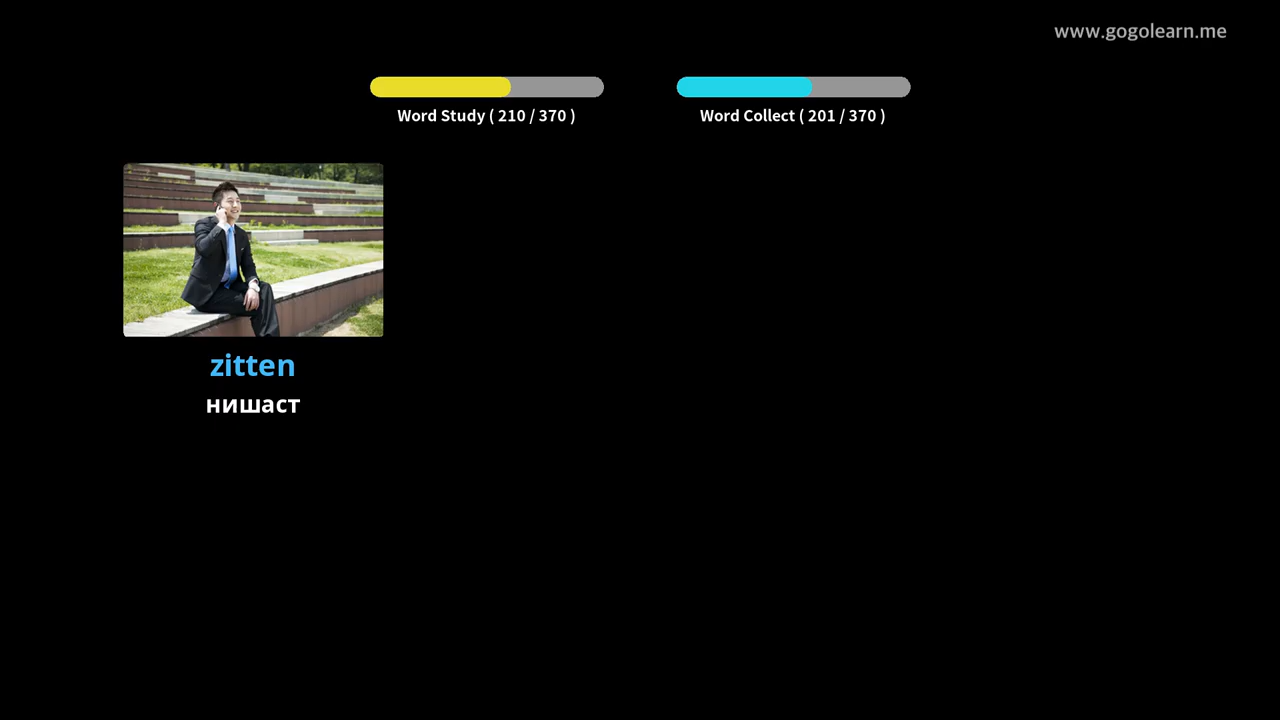 www.gogolearn.me
Word Study ( 210 / 370 )
Word Collect ( 201 / 370 )
zitten
нишаст